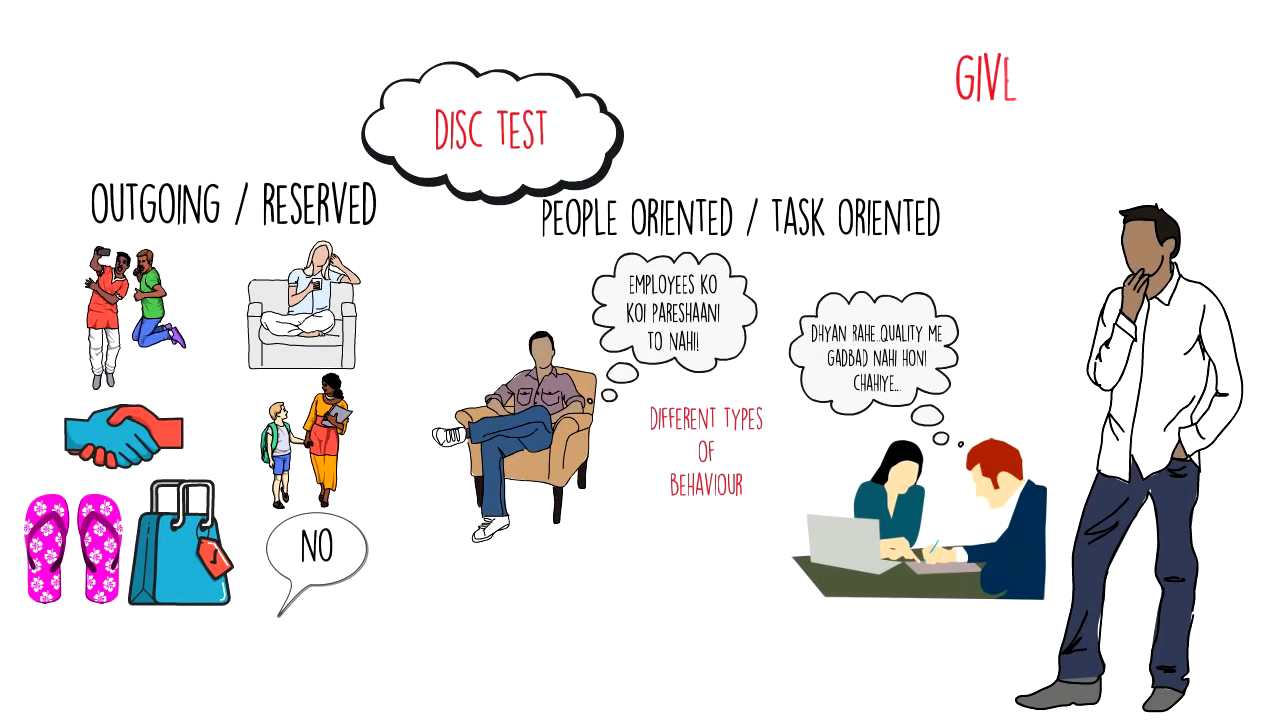 GIVE
DISC TEST
OUTGOING / RESERVED
PEOPLE ORIENTED / TASK ORIENTED
EMPLOYEES KO
KOI PARESHAANI
TO NAHI!
DHYAN RAHE..QUALITY ME
GADBAD NAHI HONI
CHAHIYE...
DIFFERENT TYPES
OF
BEHAVIOUR
NO